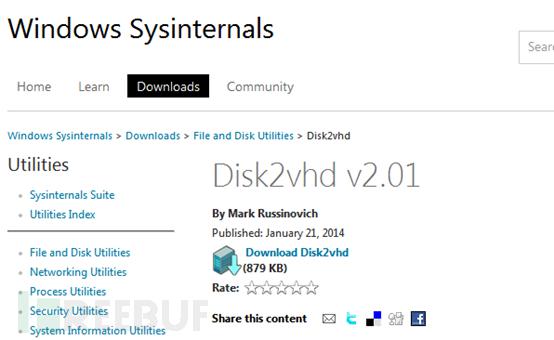 Windows Sysinternals
Sear
Home Learn Downloads Community
Windows Sysinternals > Downloads > File and Disk Utilities > Disk2vhd
Utilities
Sysinternals Suite
Utilities Index
File and Disk Utilities
Networking Utilities
Process Utilities
Security Utilities
System Information Utilities
Disk2vhd v2.01
By Mark Russinovich
Published: January 21, 2014
Download Disk2vhd
(879 KB)
Rate:
Share this content
REEBUF